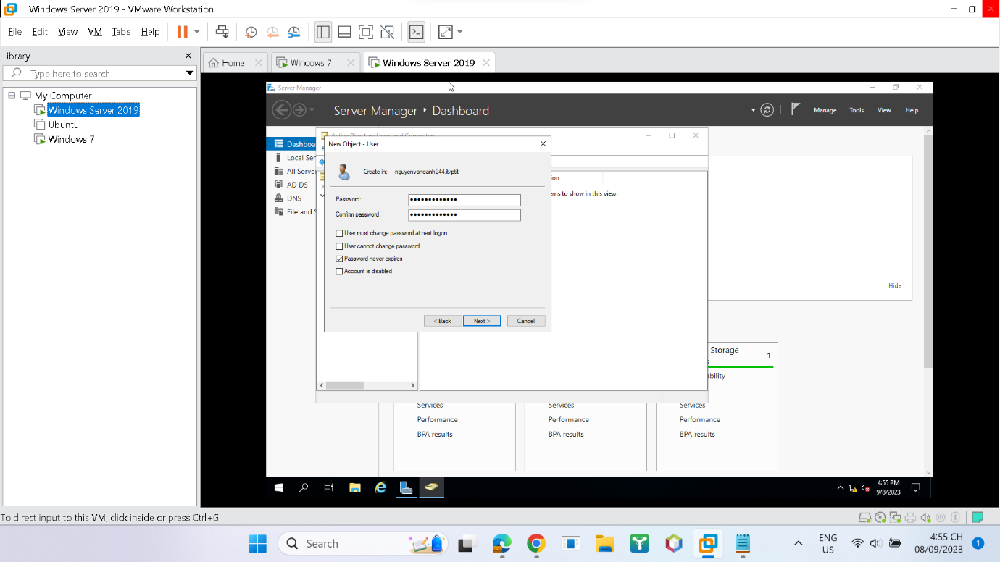 Windows Server 2019 - VMware Workstation
File Edit View VM Tabs Help
Library
Type here to search
My Computer
Windows Server 2019
Ubuntu
Windows 7
Home
Windows 7
Windows Server 2019
Server Manager
Server Manager Dashboard
Manage Tools View Help
Dashboa
Local Ser
All Server
AD DS
DNS
File and S
Active Directory Users and Computers
New Object - User
Create in: nguyenvancanh044.it/ptit
Password: •••••••••••••
Confirm password: •••••••••••••
User must change password at next logon
User cannot change password
Password never expires
Account is disabled
< Back Next > Cancel
ion
ems to show in this view.
Hide
Storage
1
ability
Services
Performance
BPA results
Services
Performance
BPA results
Services
Performance
BPA results
4:55 PM
9/8/2023
To direct input to this VM, click inside or press Ctrl+G.
Search
ENG
US
4:55 CH
08/09/2023
1